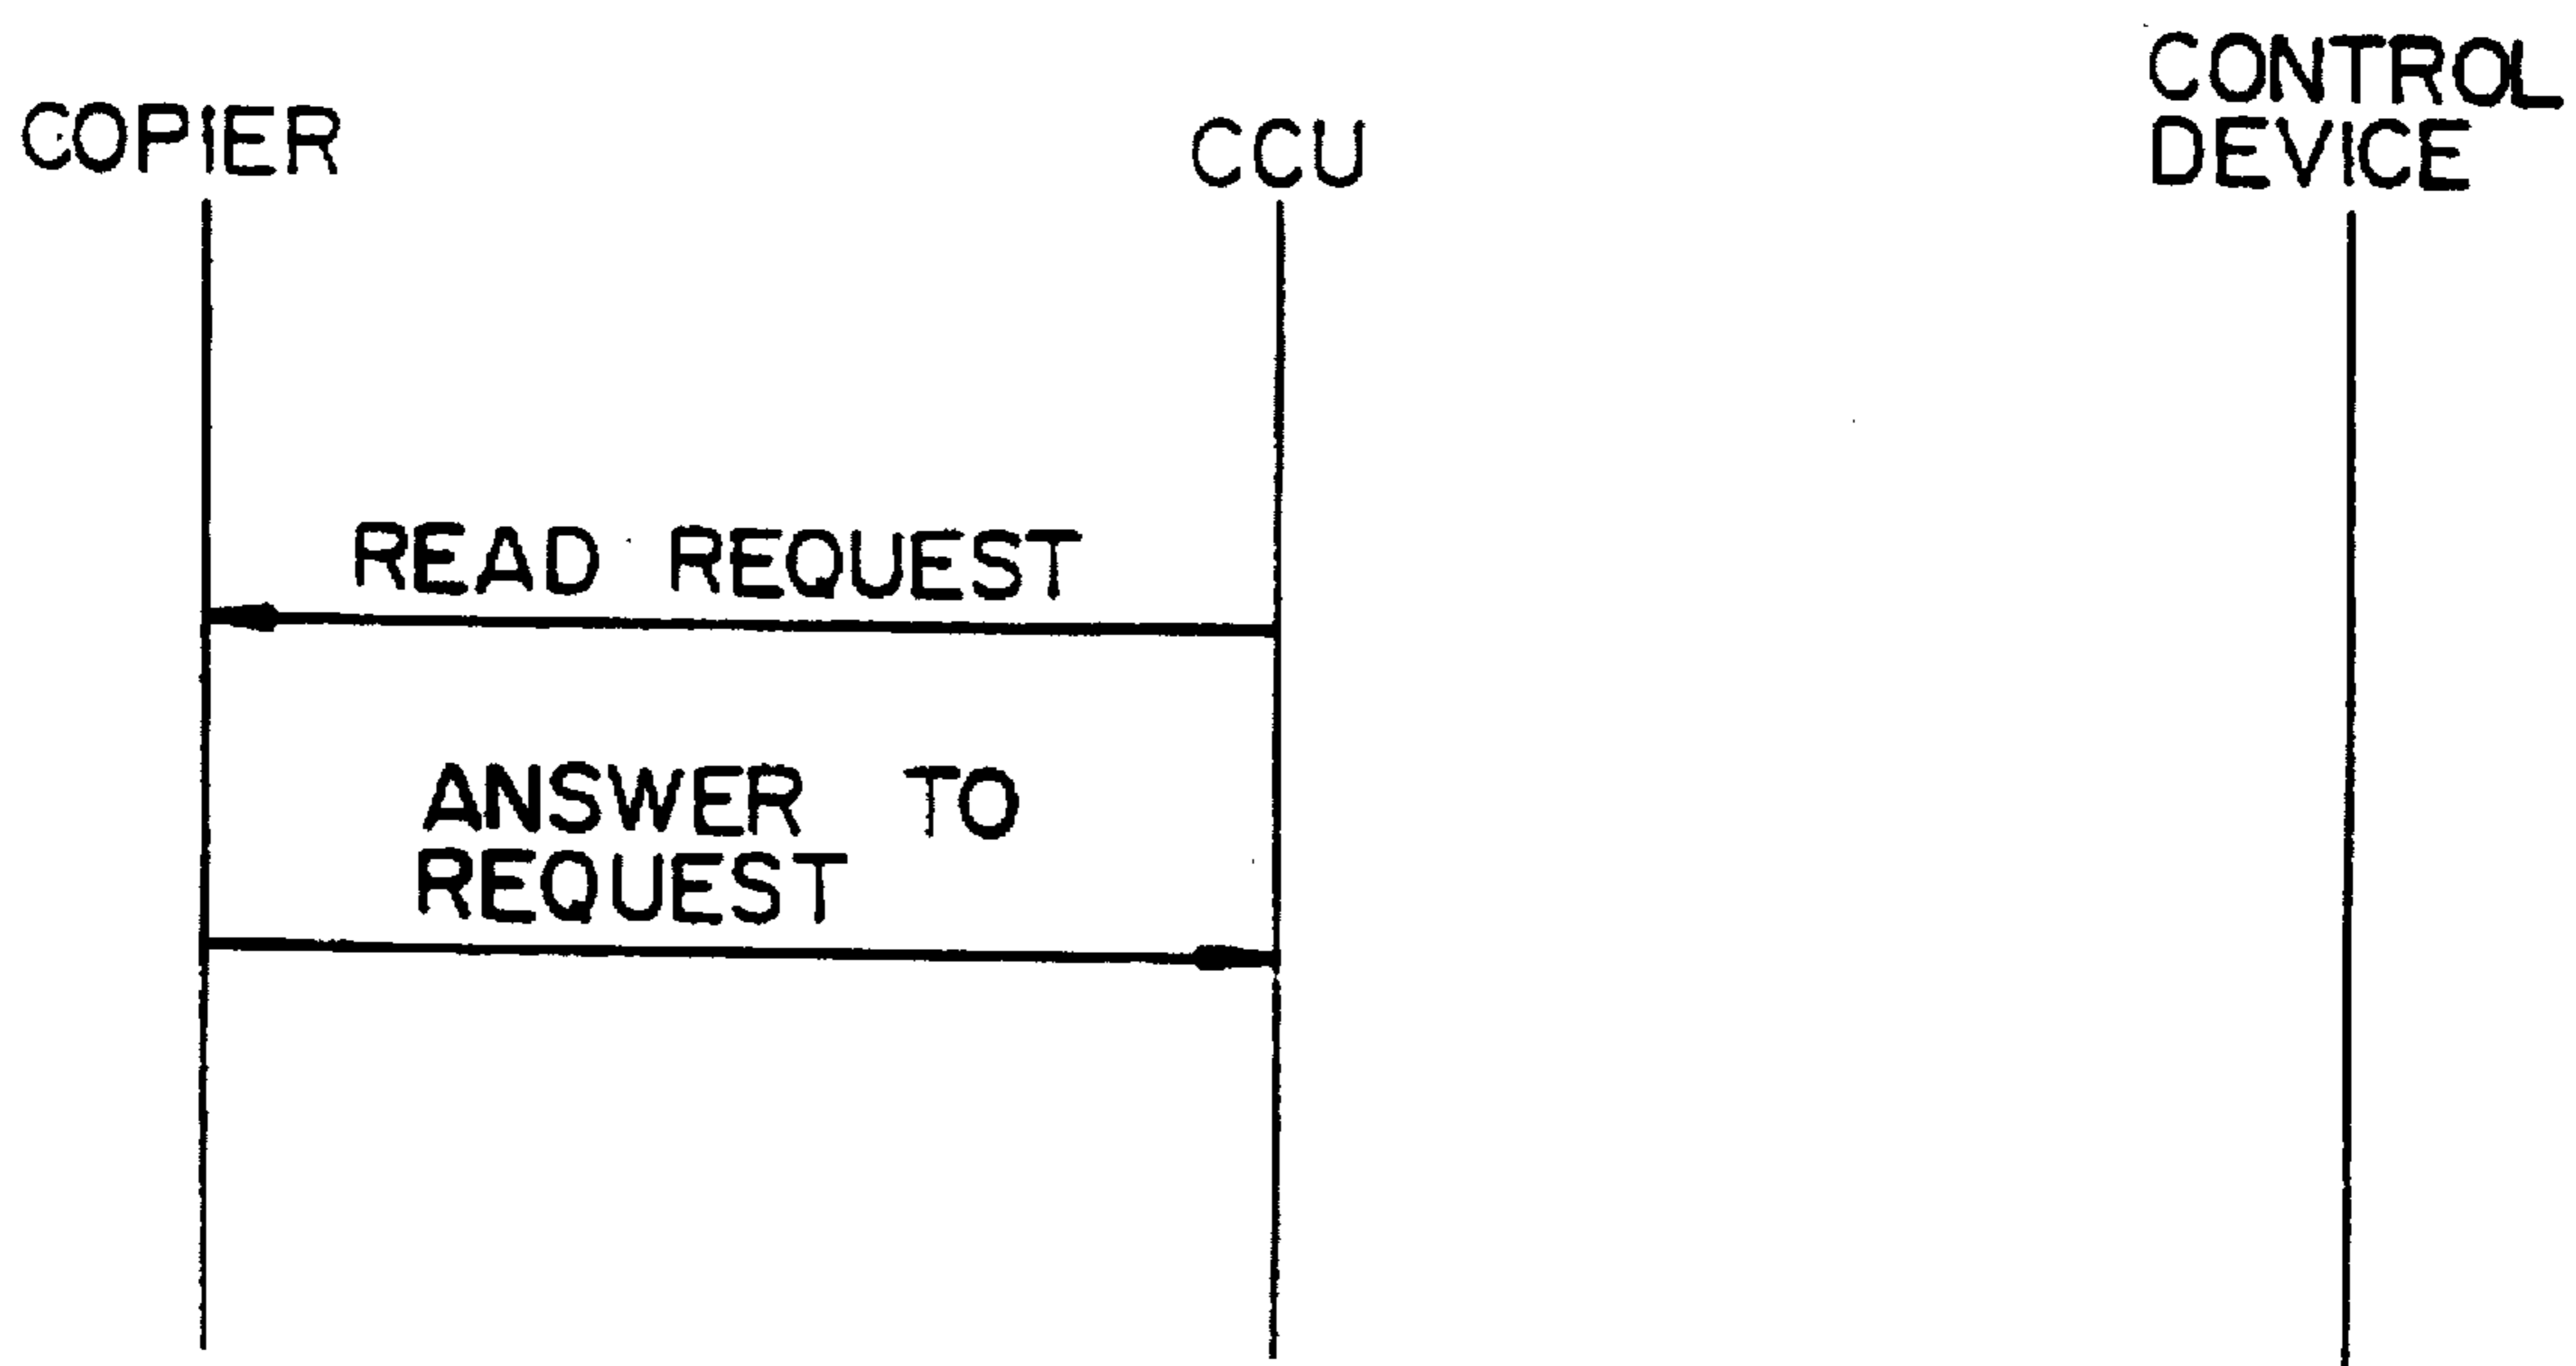 COPIER
CCU
CONTROL
DEVICE
READ REQUEST
ANSWER TO
REQUEST